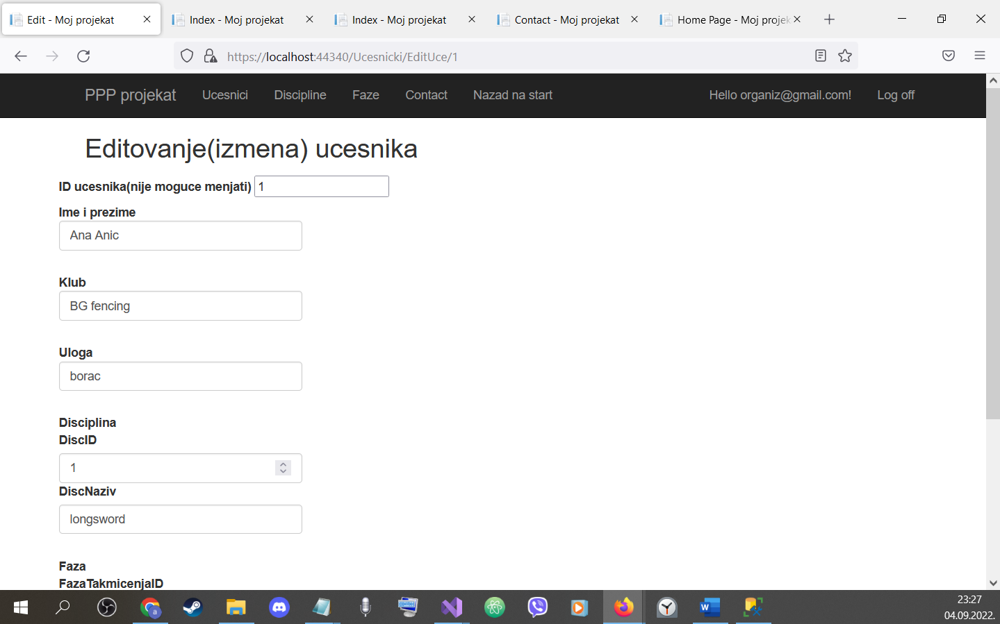 Edit - Moj projekat
Index - Moj projekat
Index - Moj projekat
Contact - Moj projekat
Home Page - Moj projek
https://localhost:44340/Ucesnicki/EditUce/1
PPP projekat Ucesnici Discipline Faze Contact Nazad na start Hello organiz@gmail.com! Log off
Editovanje(izmena) ucesnika
ID ucesnika(nije moguce menjati) 1
Ime i prezime
Ana Anic
Klub
BG fencing
Uloga
borac
Disciplina
DiscID
1
DiscNaziv
longsword
Faza
FazaTakmicenjaID
a
W
23:27
04.09.2022.